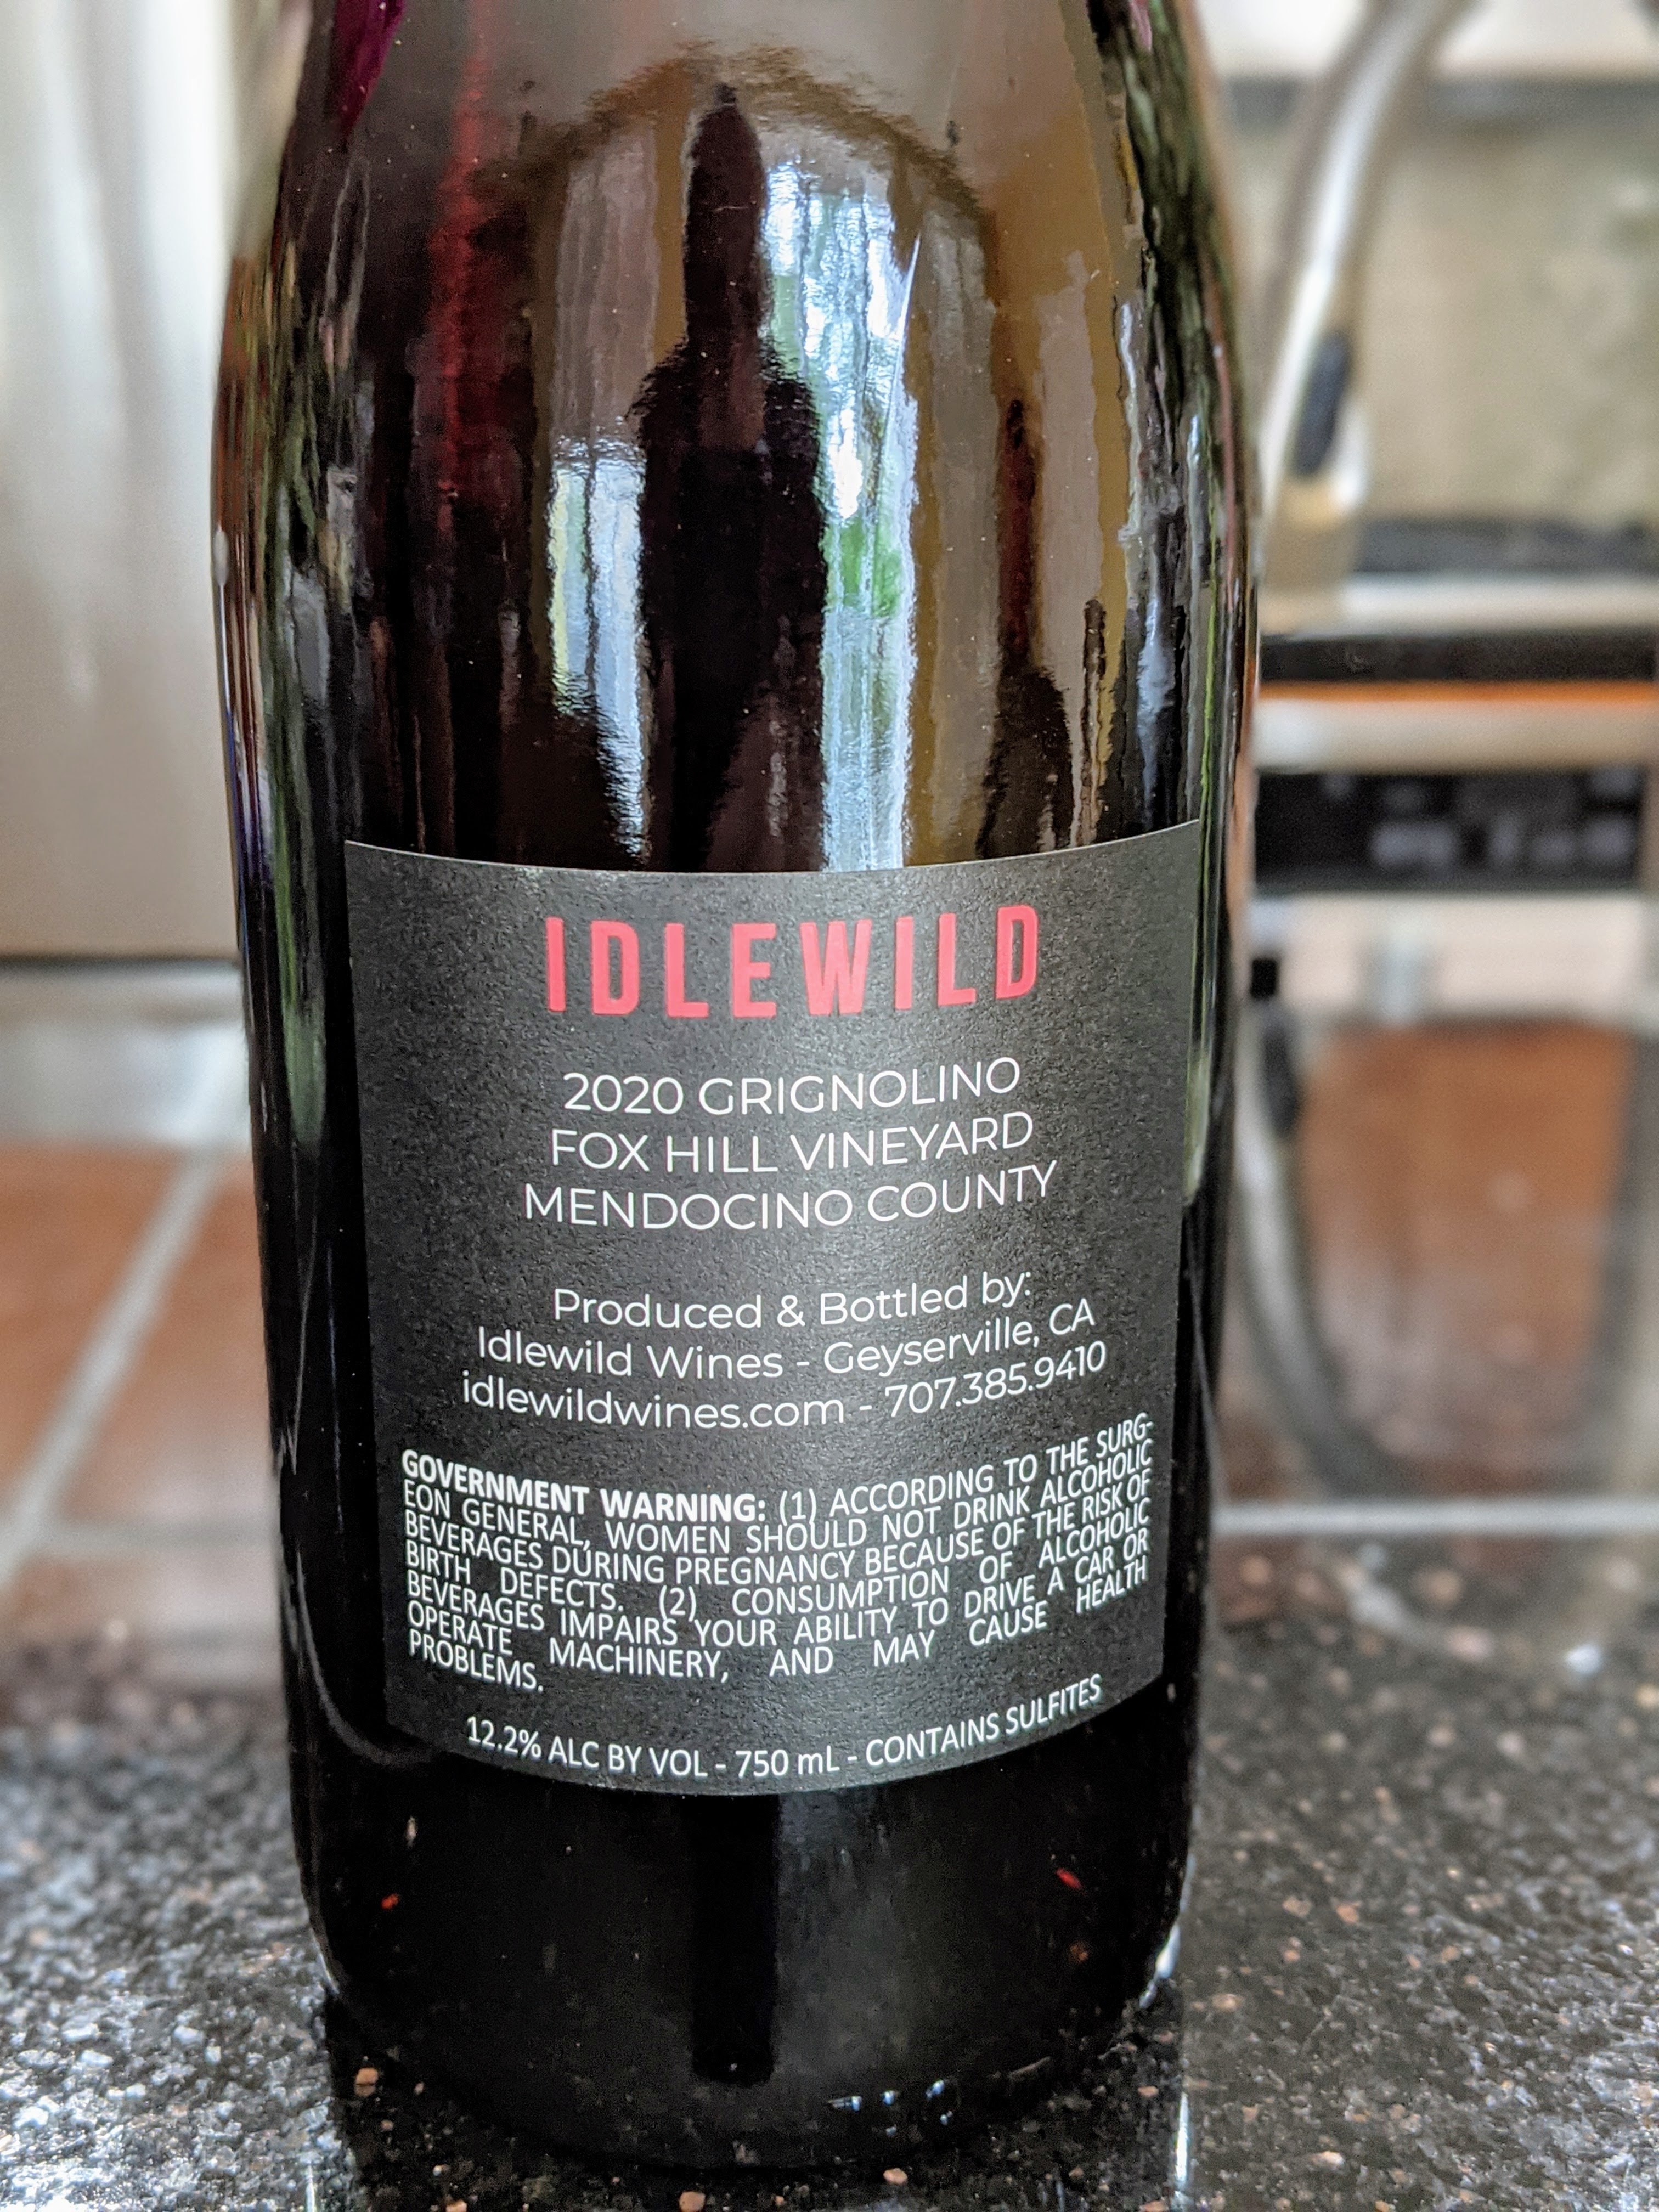 IDLEWILD
2020 GRIGNOLINO
FOX HILL VINEYARD
MENDOCINO COUNTY
Produced & Bottled by:
Idlewild Wines - Geyserville, CA
idlewildwines.com - 707.385.9410
GOVERNMENT WARNING: (1) ACCORDING TO THE SURG-
EON GENERAL, WOMEN SHOULD NOT DRINK ALCOHOLIC
BEVERAGES DURING PREGNANCY BECAUSE OF THE RISK OF
BIRTH DEFECTS. (2) CONSUMPTION OF ALCOHOLIC
BEVERAGES IMPAIRS YOUR ABILITY TO DRIVE A CAR OR
OPERATE MACHINERY, AND MAY CAUSE HEALTH
PROBLEMS.
12.2% ALC BY VOL - 750 mL - CONTAINS SULFITES